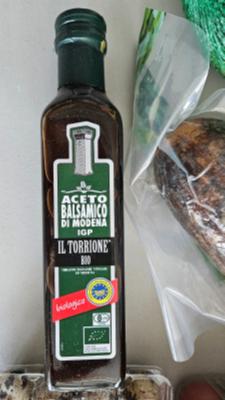 ACETO
BALSAMICO
DI MODENA
IGP
IL TORRIONE
BIO
biologico